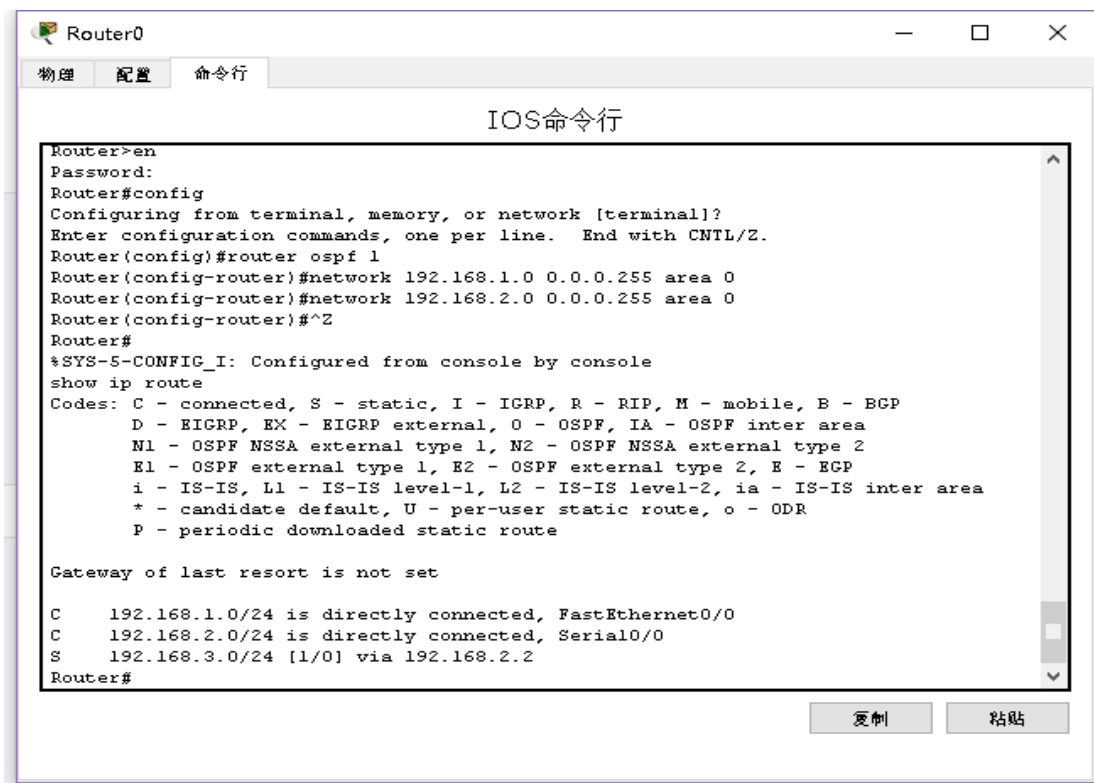 Router0
物理 配置 命令行
IOS命令行
Router>en
Password:
Router#config
Configuring from terminal, memory, or network [terminal]?
Enter configuration commands, one per line.  End with CNTL/Z.
Router(config)#router ospf 1
Router(config-router)#network 192.168.1.0 0.0.0.255 area 0
Router(config-router)#network 192.168.2.0 0.0.0.255 area 0
Router(config-router)#^Z
Router#
%SYS-5-CONFIG_I: Configured from console by console
show ip route
Codes: C - connected, S - static, I - IGRP, R - RIP, M - mobile, B - BGP
       D - EIGRP, EX - EIGRP external, O - OSPF, IA - OSPF inter area
       N1 - OSPF NSSA external type 1, N2 - OSPF NSSA external type 2
       E1 - OSPF external type 1, E2 - OSPF external type 2, E - EGP
       i - IS-IS, L1 - IS-IS level-1, L2 - IS-IS level-2, ia - IS-IS inter area
       * - candidate default, U - per-user static route, o - ODR
       P - periodic downloaded static route
Gateway of last resort is not set
C    192.168.1.0/24 is directly connected, FastEthernet0/0
C    192.168.2.0/24 is directly connected, Serial0/0
S    192.168.3.0/24 [1/0] via 192.168.2.2
Router#
复制 粘贴